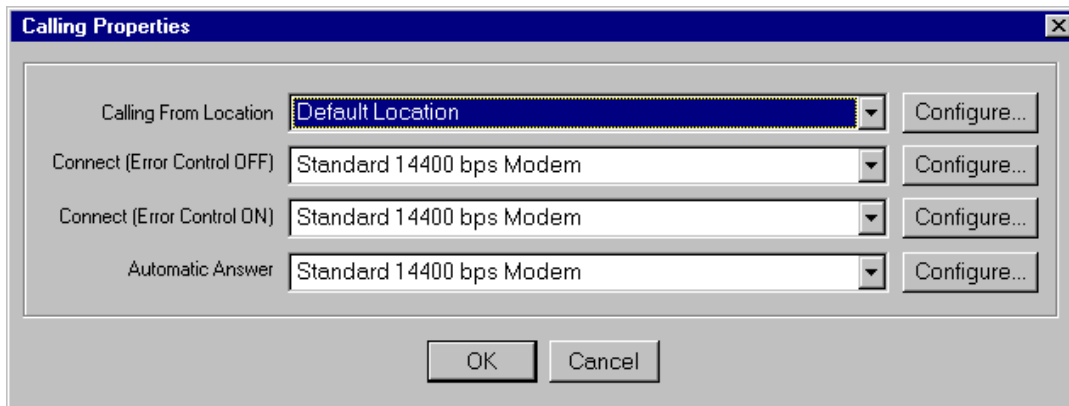 Calling Properties
Calling From Location Default Location Configure...
Connect (Error Control OFF) Standard 14400 bps Modem Configure...
Connect (Error Control ON) Standard 14400 bps Modem Configure...
Automatic Answer Standard 14400 bps Modem Configure...
OK Cancel